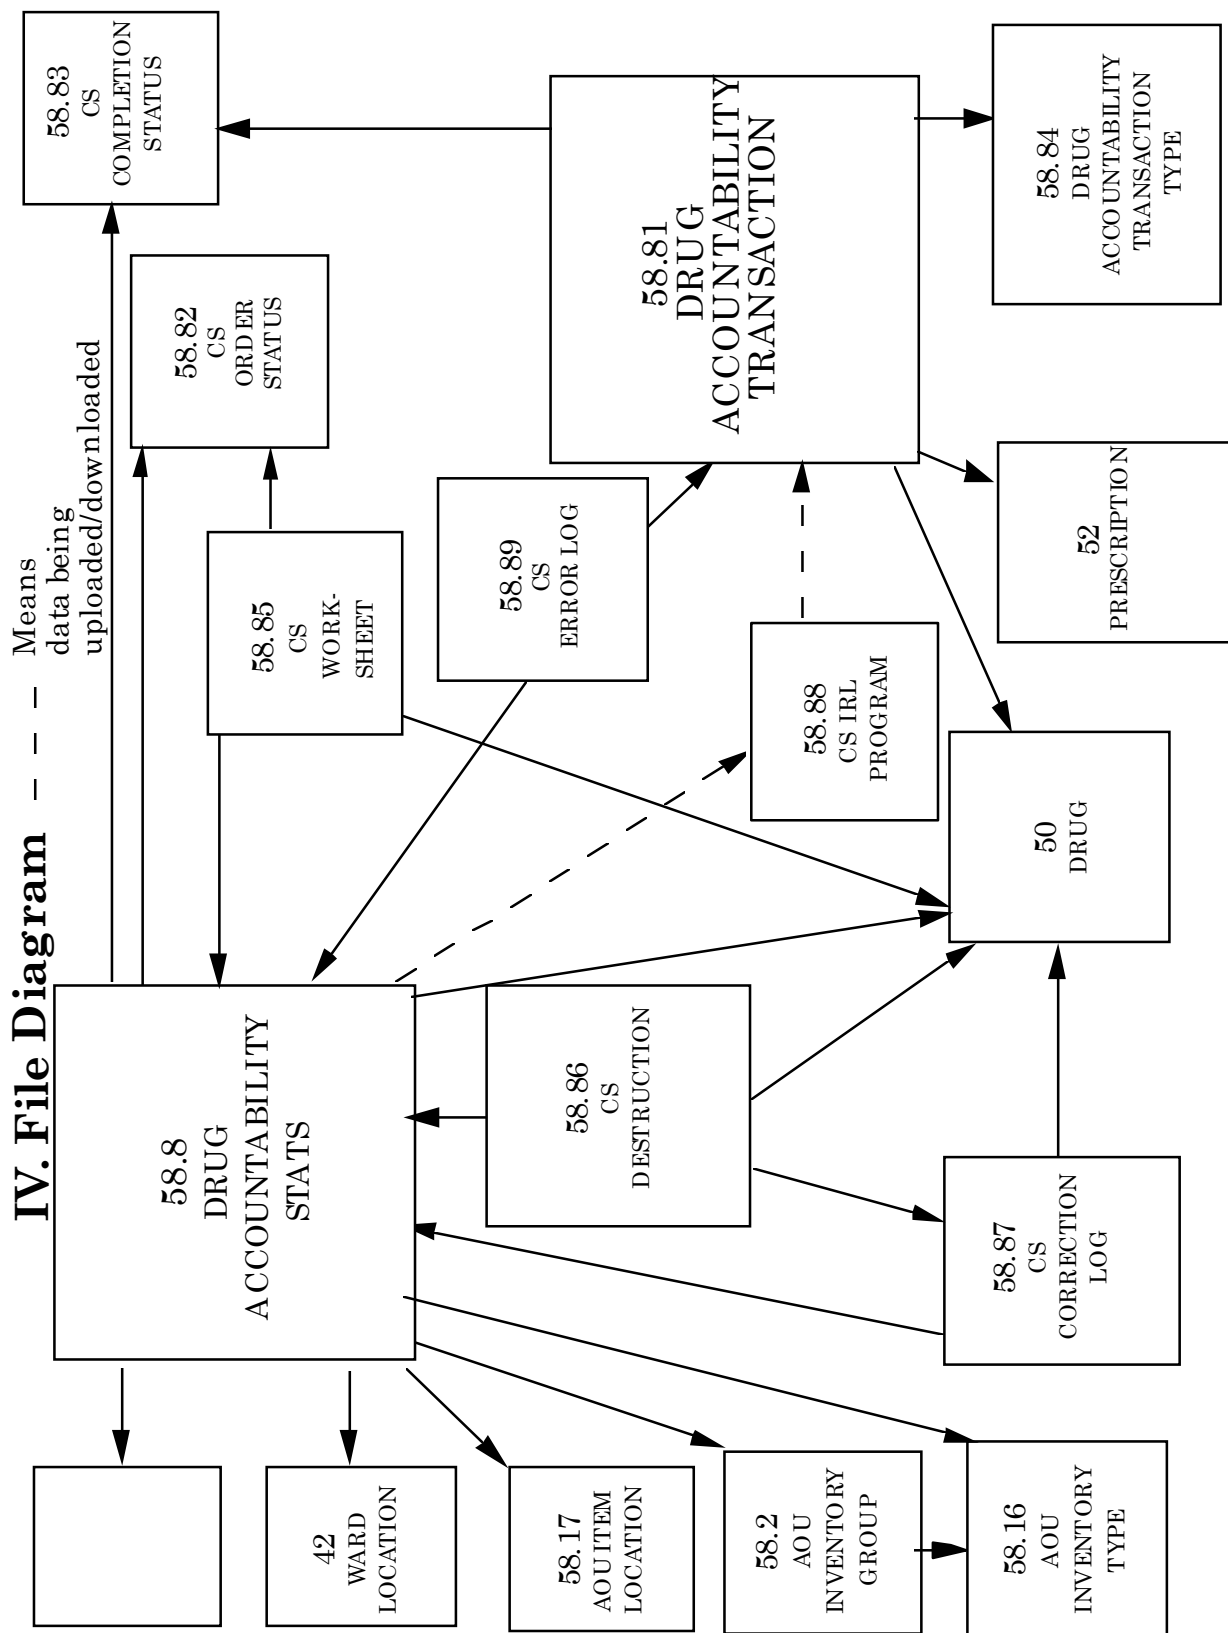 IV. File Diagram
Means
data being
uploaded/downloaded
58.83
CS
COMPLETION
STATUS
58.82
CS
ORDER
STATUS
58.85
CS
WORK-
SHEET
58.89
CS
ERROR LOG
58.81
DRUG
ACCOUNTABILITY
TRANSACTION
58.84
DRUG
ACCOUNTABILITY
TRANSACTION
TYPE
52
PRESCRIPTION
58.88
CS IRL
PROGRAM
50
DRUG
58.8
DRUG
ACCOUNTABILITY
STATS
58.86
CS
DESTRUCTION
58.87
CS
CORRECTION
LOG
42
WARD
LOCATION
58.17
AOU ITEM
LOCATION
58.2
AOU
INVENTORY
GROUP
58.16
AOU
INVENTORY
TYPE